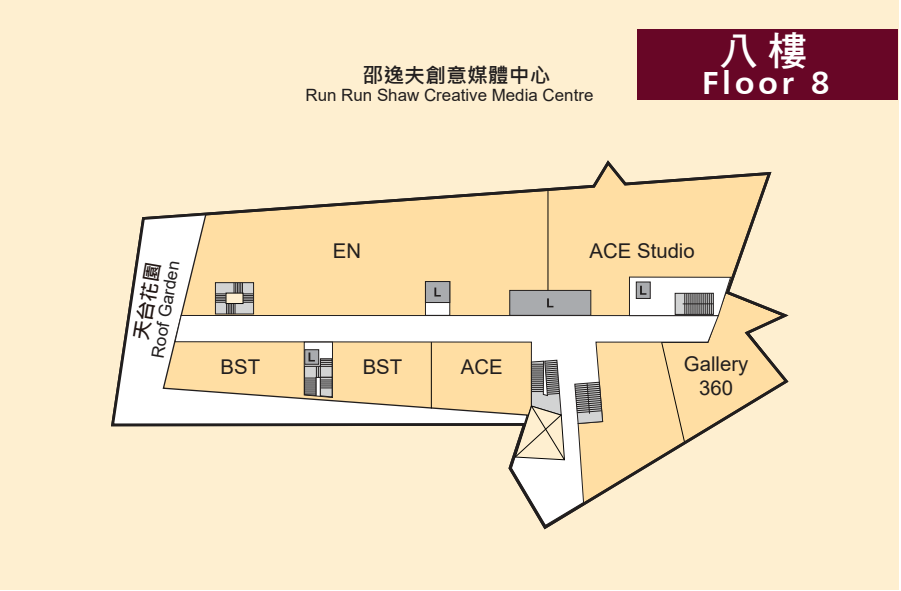 八樓
Floor 8
邵逸夫創意媒體中心
Run Run Shaw Creative Media Centre
EN
ACE Studio
天台花園
Roof Garden
L
L
L
L
BST
BST
ACE
Gallery
360